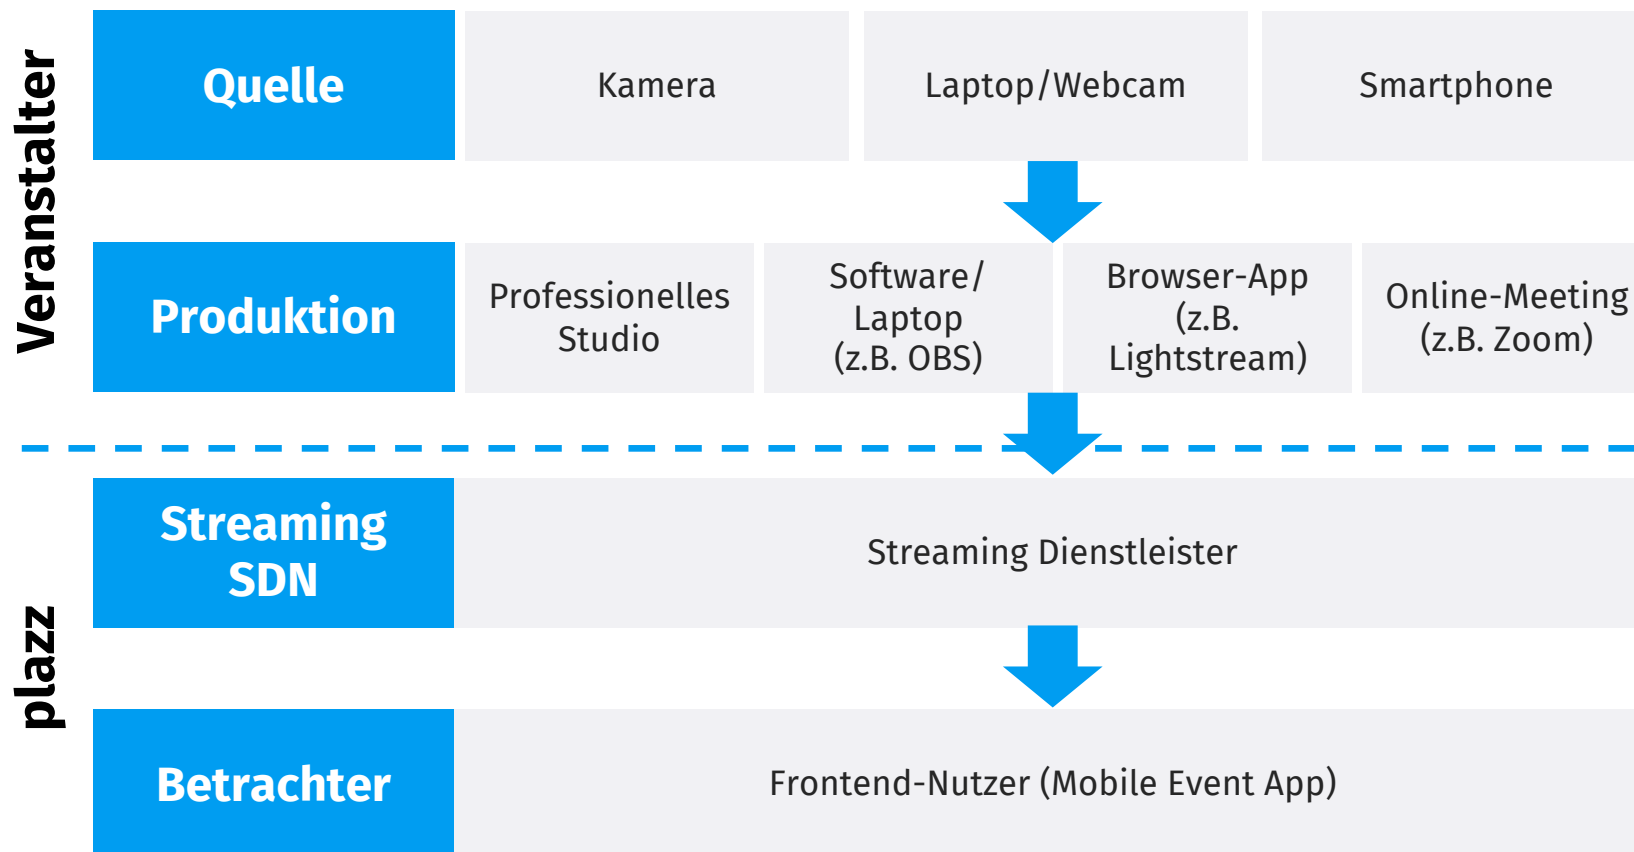 Veranstalter
Quelle
Kamera
Laptop/Webcam
Smartphone
Produktion
Professionelles
Studio
Software/
Laptop
(z.B. OBS)
Browser-App
(z.B.
Lightstream)
Online-Meeting
(z.B. Zoom)
plazz
Streaming
SDN
Streaming Dienstleister
Betrachter
Frontend-Nutzer (Mobile Event App)